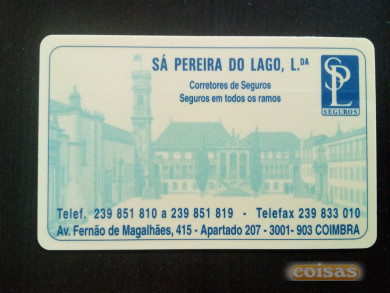 SÁ PEREIRA DO LAGO, L.DA
Corretores de Seguros
Seguros em todos os ramos
SPL
SEGUROS
Telef. 239 851 810 a 239 851 819 - Telefax 239 833 010
Av. Fernão de Magalhães, 415 - Apartado 207 - 3001- 903 COIMBRA
coisas